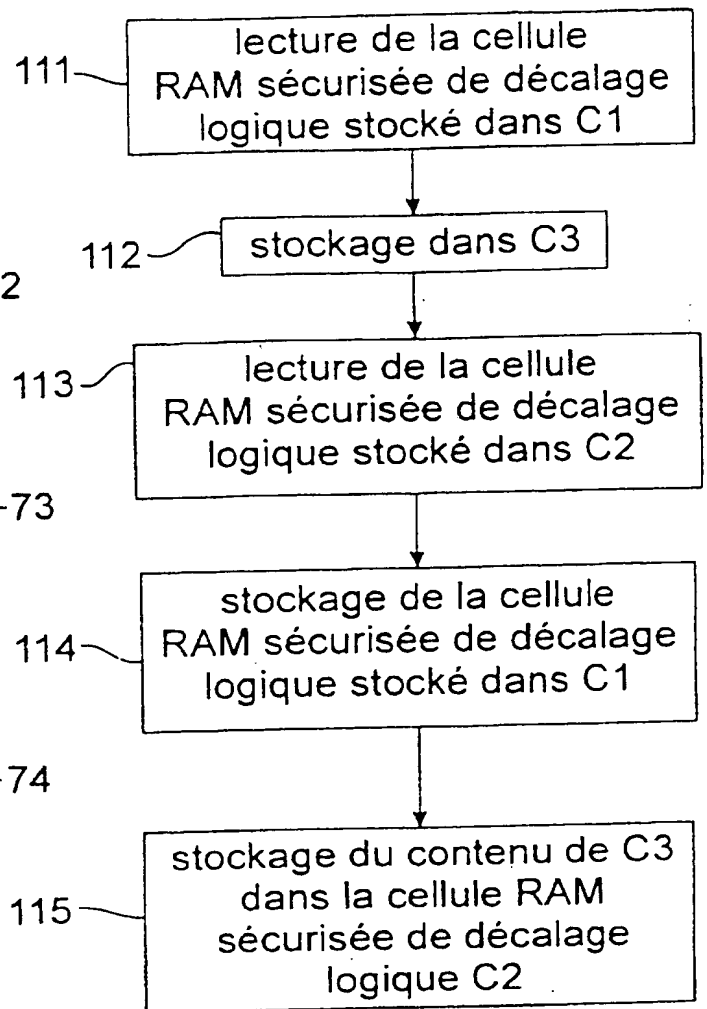 111
lecture de la cellule
RAM sécurisée de décalage
logique stocké dans C1
112
stockage dans C3
2
113
lecture de la cellule
RAM sécurisée de décalage
logique stocké dans C2
73
114
stockage de la cellule
RAM sécurisée de décalage
logique stocké dans C1
74
115
stockage du contenu de C3
dans la cellule RAM
sécurisée de décalage
logique C2